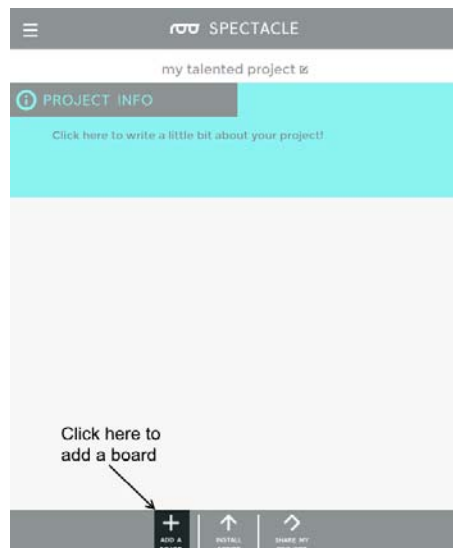 SPECTACLE
my talented project
PROJECT INFO
Click here to write a little bit about your project!
Click here to
add a board
ADD A
INSTALL
SHARE MY